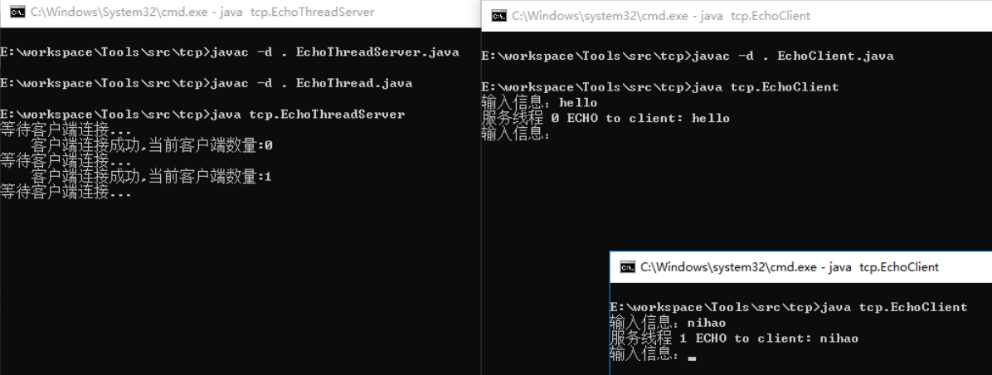 C:\Windows\System32\cmd.exe - java  tcp.EchoThreadServer
E:\workspace\Tools\src\tcp>javac -d . EchoThreadServer.java
E:\workspace\Tools\src\tcp>javac -d . EchoThread.java
E:\workspace\Tools\src\tcp>java tcp.EchoThreadServer
等待客户端连接...
客户端连接成功,当前客户端数量:0
等待客户端连接...
客户端连接成功,当前客户端数量:1
等待客户端连接...
C:\Windows\system32\cmd.exe - java  tcp.EchoClient
E:\workspace\Tools\src\tcp>javac -d . EchoClient.java
E:\workspace\Tools\src\tcp>java tcp.EchoClient
输入信息：hello
服务线程 0 ECHO to client: hello
输入信息：
C:\Windows\system32\cmd.exe - java  tcp.EchoClient
E:\workspace\Tools\src\tcp>java tcp.EchoClient
输入信息：nihao
服务线程 1 ECHO to client: nihao
输入信息：